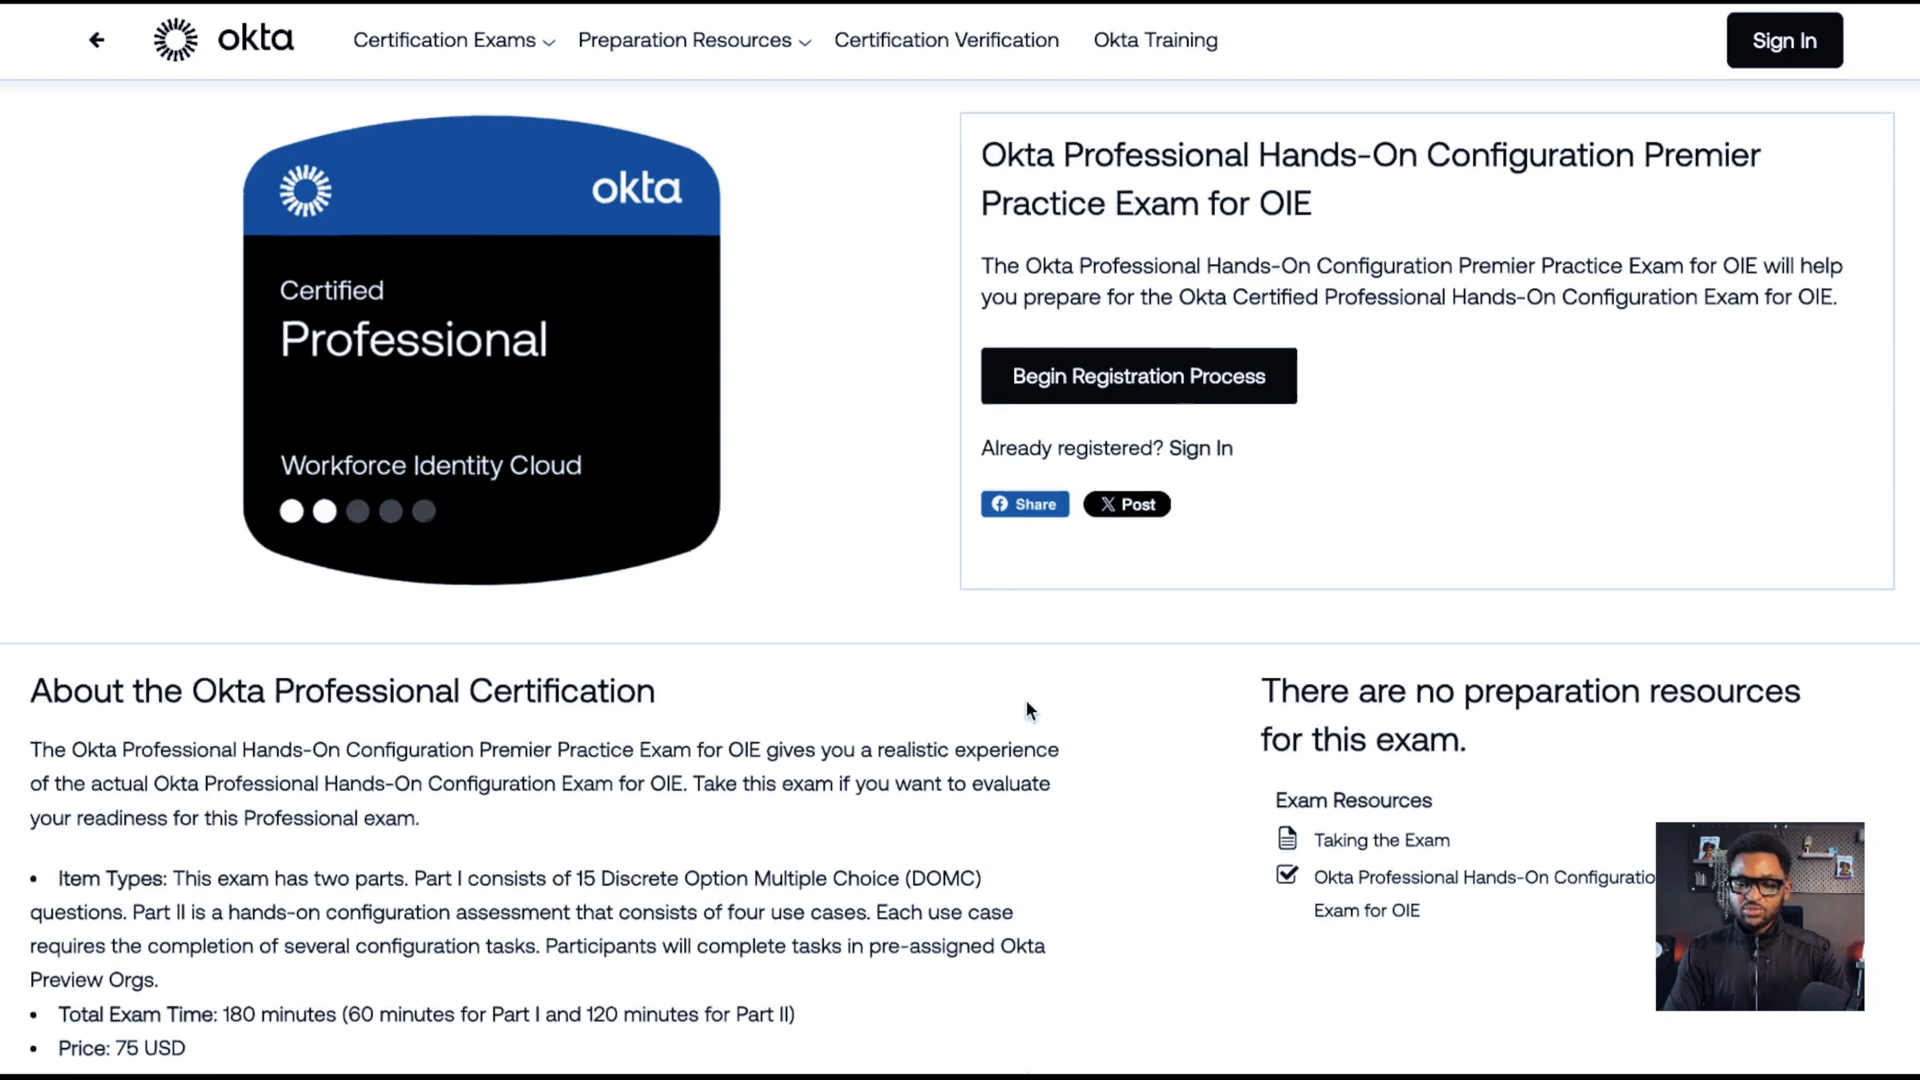 okta
Certification Exams
Preparation Resources
Certification Verification
Okta Training
Sign In
okta
Certified
Professional
Workforce Identity Cloud
Okta Professional Hands-On Configuration Premier
Practice Exam for OIE
The Okta Professional Hands-On Configuration Premier Practice Exam for OIE will help
you prepare for the Okta Certified Professional Hands-On Configuration Exam for OIE.
Begin Registration Process
Already registered? Sign In
Share
Post
About the Okta Professional Certification
The Okta Professional Hands-On Configuration Premier Practice Exam for OIE gives you a realistic experience
of the actual Okta Professional Hands-On Configuration Exam for OIE. Take this exam if you want to evaluate
your readiness for this Professional exam.
• Item Types: This exam has two parts. Part I consists of 15 Discrete Option Multiple Choice (DOMC)
questions. Part II is a hands-on configuration assessment that consists of four use cases. Each use case
requires the completion of several configuration tasks. Participants will complete tasks in pre-assigned Okta
Preview Orgs.
• Total Exam Time: 180 minutes (60 minutes for Part I and 120 minutes for Part II)
• Price: 75 USD
There are no preparation resources
for this exam.
Exam Resources
Taking the Exam
Okta Professional Hands-On Configuratio
Exam for OIE